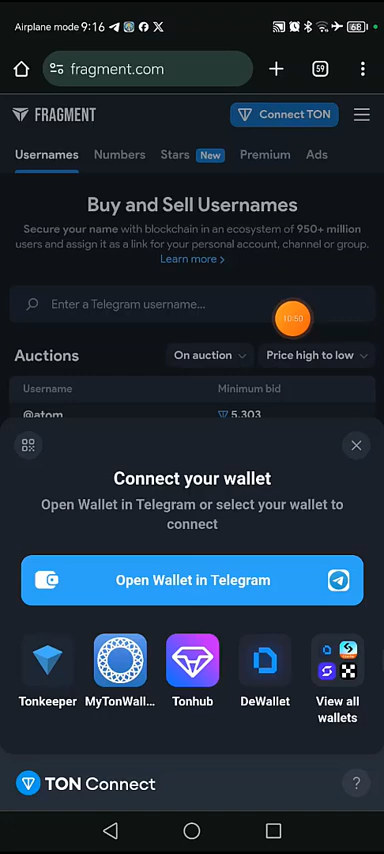 Airplane mode 9:16
68
fragment.com
59
FRAGMENT
Connect TON
Usernames Numbers Stars New Premium Ads
Buy and Sell Usernames
Secure your name with blockchain in an ecosystem of 950+ million
users and assign it as a link for your personal account, channel or group.
Learn more >
Enter a Telegram username...
10:50
Auctions
On auction
Price high to low
Username Minimum bid
@atom 5,303
Connect your wallet
Open Wallet in Telegram or select your wallet to
connect
Open Wallet in Telegram
Tonkeeper MyTonWall... Tonhub DeWallet View all
wallets
TON Connect
?